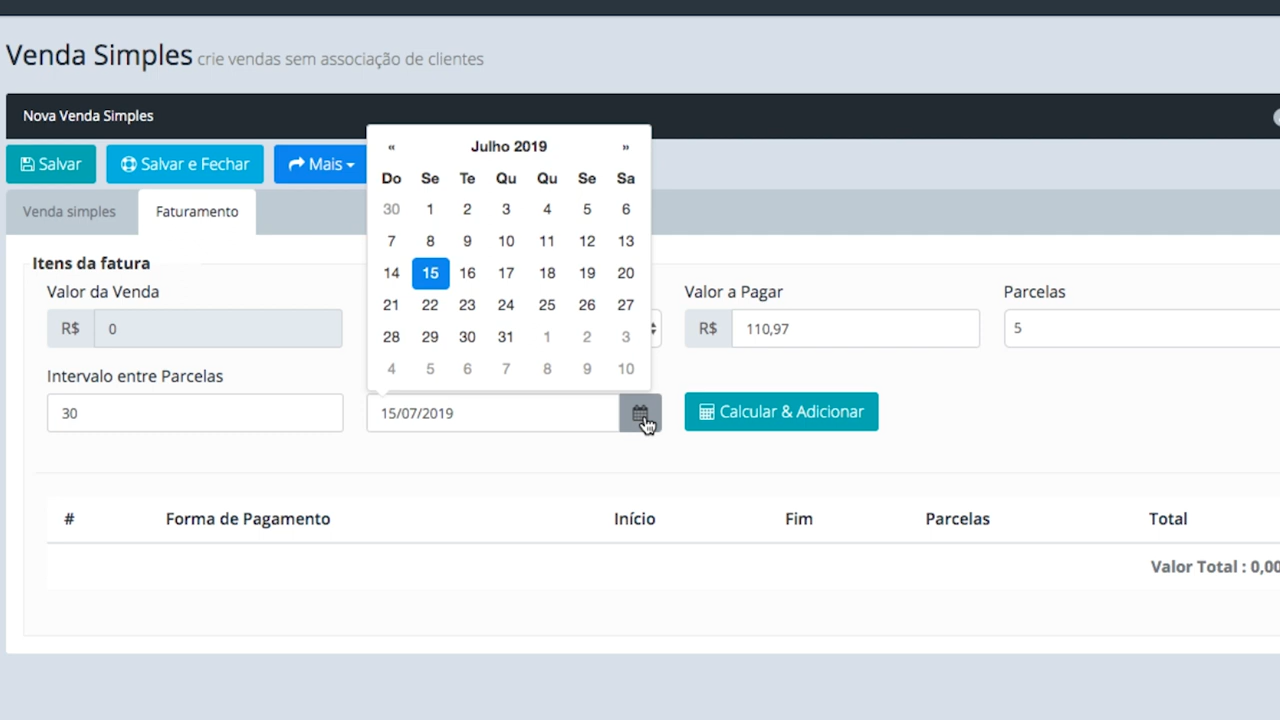 Venda Simples crie vendas sem associação de clientes
Nova Venda Simples
Salvar Salvar e Fechar Mais
Venda simples Faturamento
« Julho 2019 »
Do Se Te Qu Qu Se Sa
30 1 2 3 4 5 6
7 8 9 10 11 12 13
14 15 16 17 18 19 20
21 22 23 24 25 26 27
28 29 30 31 1 2 3
4 5 6 7 8 9 10
Itens da fatura
Valor da Venda Valor a Pagar Parcelas
R$ 0 R$ 110,97 5
Intervalo entre Parcelas
30 15/07/2019 Calcular & Adicionar
# Forma de Pagamento Início Fim Parcelas Total
Valor Total : 0,00